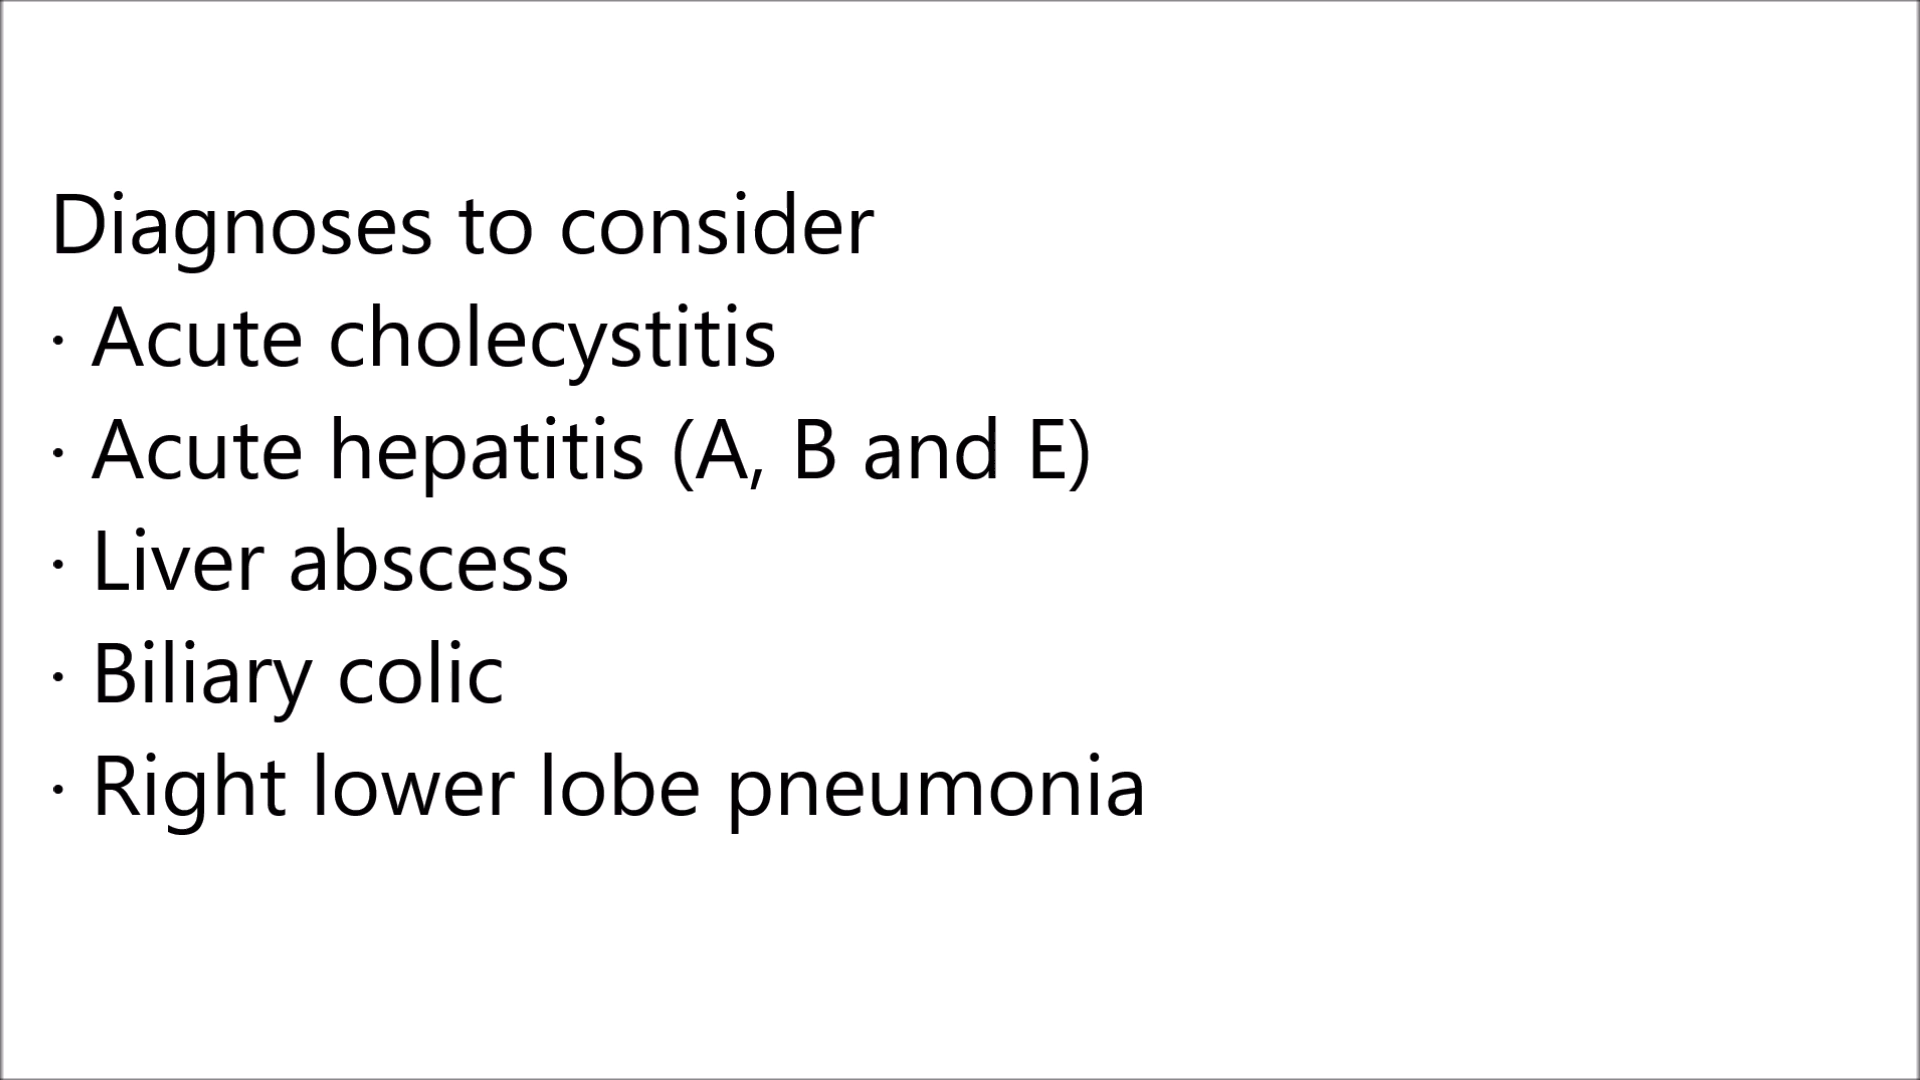 Diagnoses to consider
· Acute cholecystitis
· Acute hepatitis (A, B and E)
· Liver abscess
· Biliary colic
· Right lower lobe pneumonia